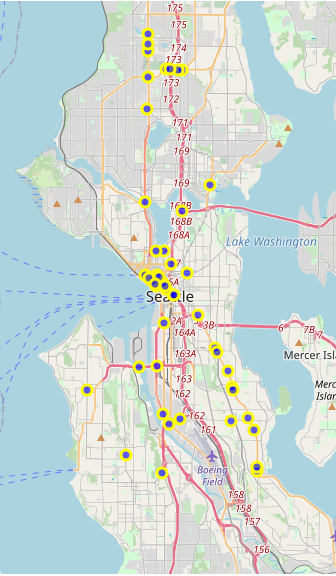 175
175
174
173
173
172
171
171
169
169
168B
168B
168A
Lake Washington
Seattle
3B
6
7B
7
164A
Mercer Isl
163A
Merc
Islan
163
162
162
161
Boeing
Field
158
158
157
156